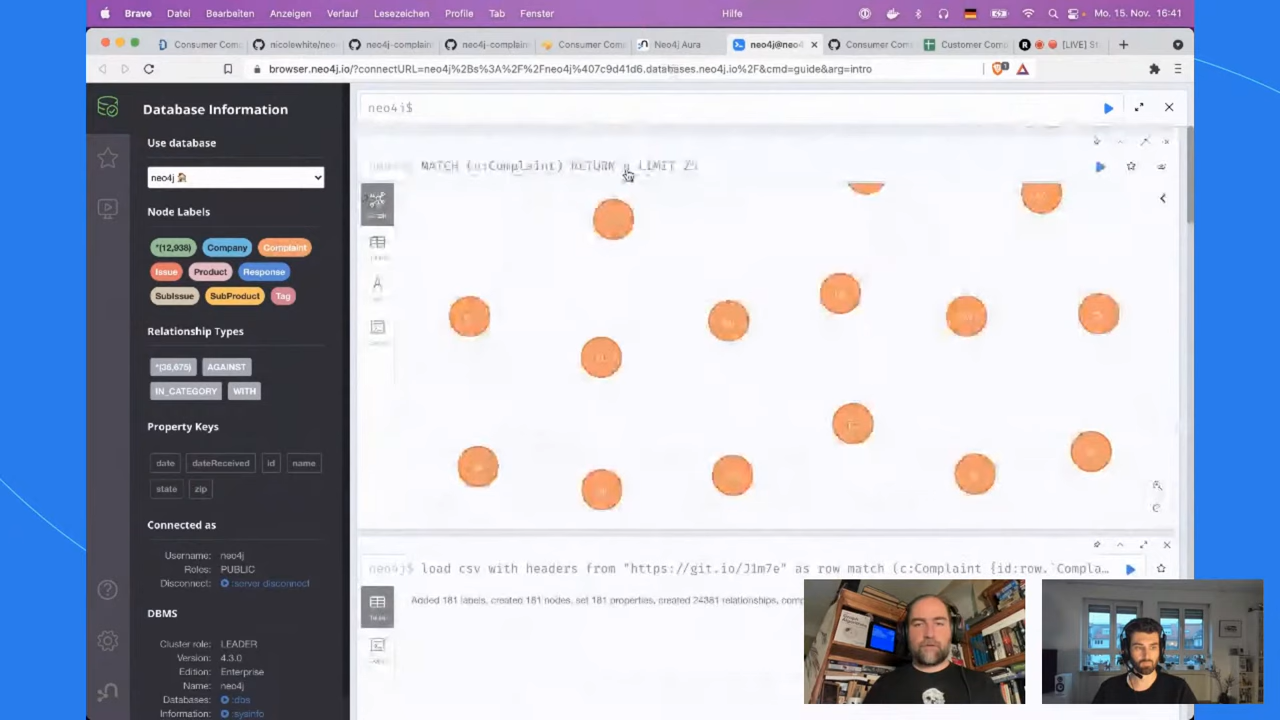 Brave Datei Bearbeiten Anzeigen Verlauf Lesezeichen Profile Tab Fenster Hilfe Mo. 15. Nov. 16:41
Consumer Com nicolewhite/neo neo4j-complain neo4j-complain Consumer Com Neo4j Aura neo4j@neo4 Consumer Com Customer Comp [LIVE] St
browser.neo4j.io/?connectURL=neo4j%2Bs%3A%2F%2Fneo4j%407c9d41d6.databases.neo4j.io%2F&cmd=guide&arg=intro
Database Information
Use database
neo4j
Node Labels
*(12,938) Company Complaint
Issue Product Response
SubIssue SubProduct Tag
Relationship Types
*(36,675) AGAINST
IN_CATEGORY WITH
Property Keys
date dateReceived id name
state zip
Connected as
Username: neo4j
Roles: PUBLIC
Disconnect: :server disconnect
DBMS
Cluster role: LEADER
Version: 4.3.0
Edition: Enterprise
Name: neo4j
Databases: :dbs
Information: :sysinfo
neo4j$
MATCH (n:Complaint) RETURN n LIMIT 25
neo4j$ load csv with headers from "https://git.io/J1m7e" as row match (c:Complaint {id:row.`Compla…
Added 181 labels, created 181 nodes, set 181 properties, created 24381 relationships, comp